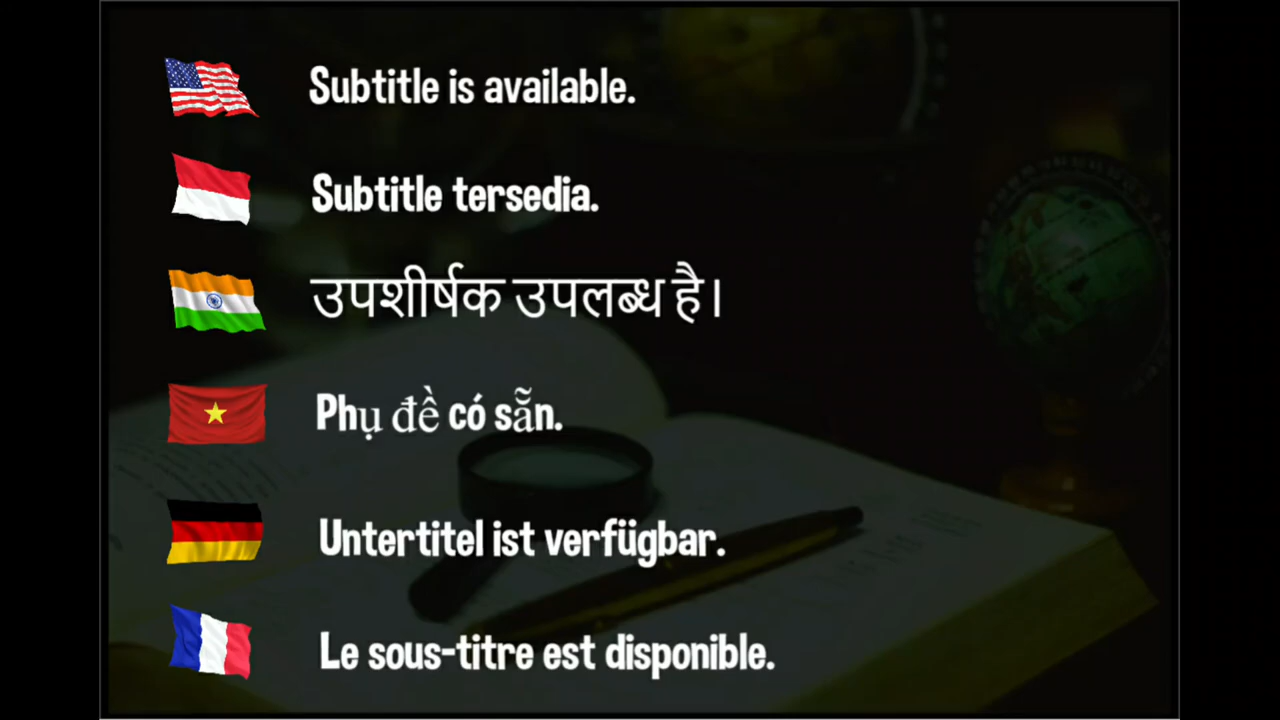 Subtitle is available.
Subtitle tersedia.
उपशीर्षक उपलब्ध है।
Phụ đề có sẵn.
Untertitel ist verfügbar.
Le sous-titre est disponible.